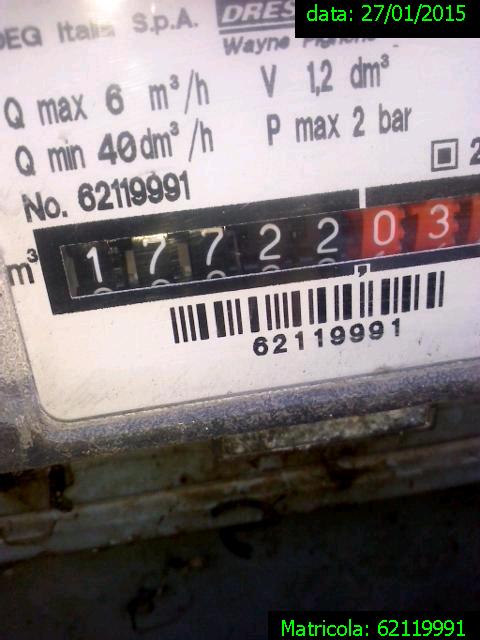 data: 27/01/2015
DEG Italia S.p.A.
DRES
Wayne
Q max 6 m³/h
V 1,2 dm³
Q min 40dm³/h
P max 2 bar
No. 62119991
2
m³
1 7 7 2 2 , 0 3
62119991
Matricola: 62119991